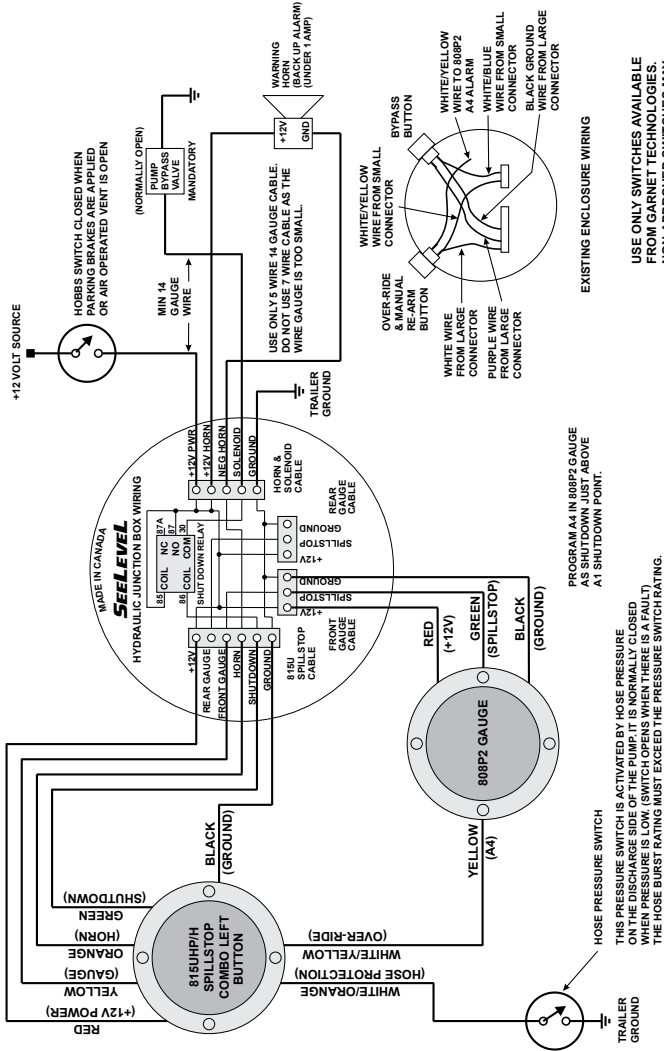 +12 VOLT SOURCE
HOBBS SWITCH CLOSED WHEN
PARKING BRAKES ARE APPLIED
OR AIR OPERATED VENT IS OPEN
(NORMALLY OPEN)
PUMP
BYPASS
VALVE
MANDATORY
MIN 14
GAUGE
WIRE
WARNING
HORN
(BACK UP ALARM)
(UNDER 1 AMP)
+12V
GND
USE ONLY 5 WIRE 14 GAUGE CABLE.
DO NOT USE 7 WIRE CABLE AS THE
WIRE GAUGE IS TOO SMALL.
TRAILER
GROUND
MADE IN CANADA
SEELEVEL
HYDRAULIC JUNCTION BOX WIRING
85
COIL
NC
87A
NO
87
86
COIL
COM
30
SHUT DOWN RELAY
+12V PWR
+12V HORN
NEG HORN
SOLENOID
GROUND
HORN &
SOLENOID
CABLE
+12V
REAR GAUGE
FRONT GAUGE
HORN
SHUTDOWN
GROUND
815U
SPILLSTOP
CABLE
FRONT
GAUGE
CABLE
+12V
SPILLSTOP
GROUND
REAR
GAUGE
CABLE
+12V
SPILLSTOP
GROUND
RED
(+12V POWER)
YELLOW
(GAUGE)
ORANGE
(HORN)
GREEN
(SHUTDOWN)
BLACK
(GROUND)
815UHP/H
SPILLSTOP
COMBO LEFT
BUTTON
WHITE/ORANGE
(HOSE PROTECTION)
WHITE/YELLOW
(OVER-RIDE)
YELLOW
(A4)
808P2 GAUGE
RED
(+12V)
GREEN
(SPILLSTOP)
BLACK
(GROUND)
TRAILER
GROUND
HOSE PRESSURE SWITCH
THIS PRESSURE SWITCH IS ACTIVATED BY HOSE PRESSURE
ON THE DISCHARGE SIDE OF THE PUMP. IT IS NORMALLY CLOSED
WHEN PRESSURE IS LOW. (SWITCH OPENS WHEN THERE IS A FAULT)
THE HOSE BURST RATING MUST EXCEED THE PRESSURE SWITCH RATING.
PROGRAM A4 IN 808P2 GAUGE
AS SHUTDOWN JUST ABOVE
A1 SHUTDOWN POINT.
OVER-RIDE
& MANUAL
RE-ARM
BUTTON
WHITE/YELLOW
WIRE FROM SMALL
CONNECTOR
BYPASS
BUTTON
WHITE/YELLOW
WIRE TO 808P2
A4 ALARM
WHITE/BLUE
WIRE FROM SMALL
CONNECTOR
BLACK GROUND
WIRE FROM LARGE
CONNECTOR
WHITE WIRE
FROM LARGE
CONNECTOR
PURPLE WIRE
FROM LARGE
CONNECTOR
EXISTING ENCLOSURE WIRING
USE ONLY SWITCHES AVAILABLE
FROM GARNET TECHNOLOGIES.